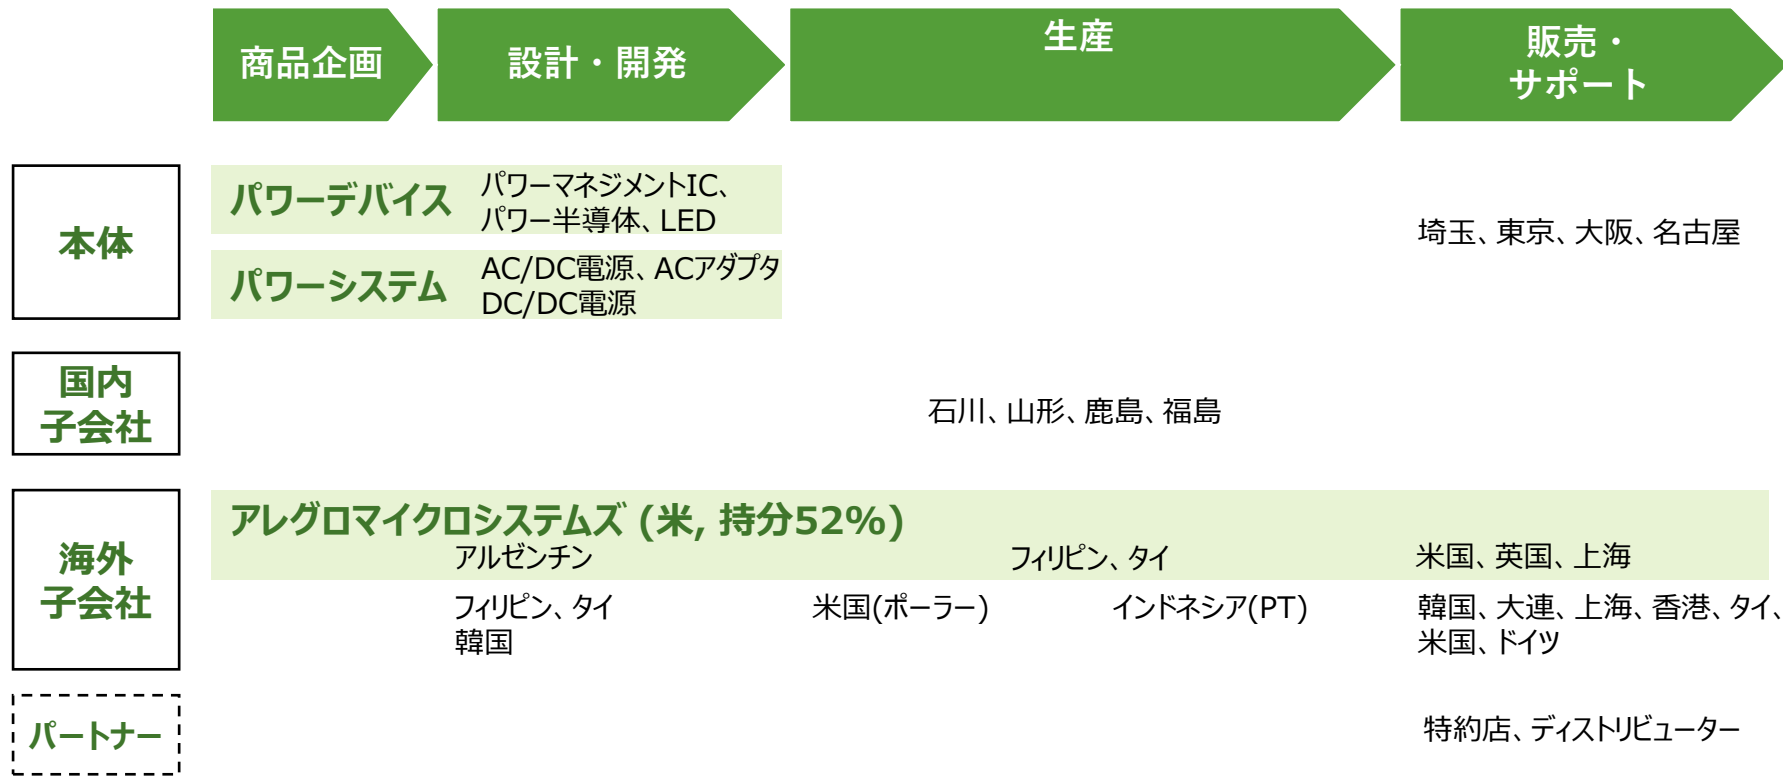 商品企画
設計・開発
生産
販売・
サポート
本体
パワーデバイス
パワーマネジメントIC、
パワー半導体、LED
パワーシステム
AC/DC電源、ACアダプタ
DC/DC電源
埼玉、東京、大阪、名古屋
国内
子会社
石川、山形、鹿島、福島
海外
子会社
アレグロマイクロシステムズ (米, 持分52%)
アルゼンチン
フィリピン、タイ
米国、英国、上海
フィリピン、タイ
韓国
米国(ポーラー)
インドネシア(PT)
韓国、大連、上海、香港、タイ、
米国、ドイツ
パートナー
特約店、ディストリビューター